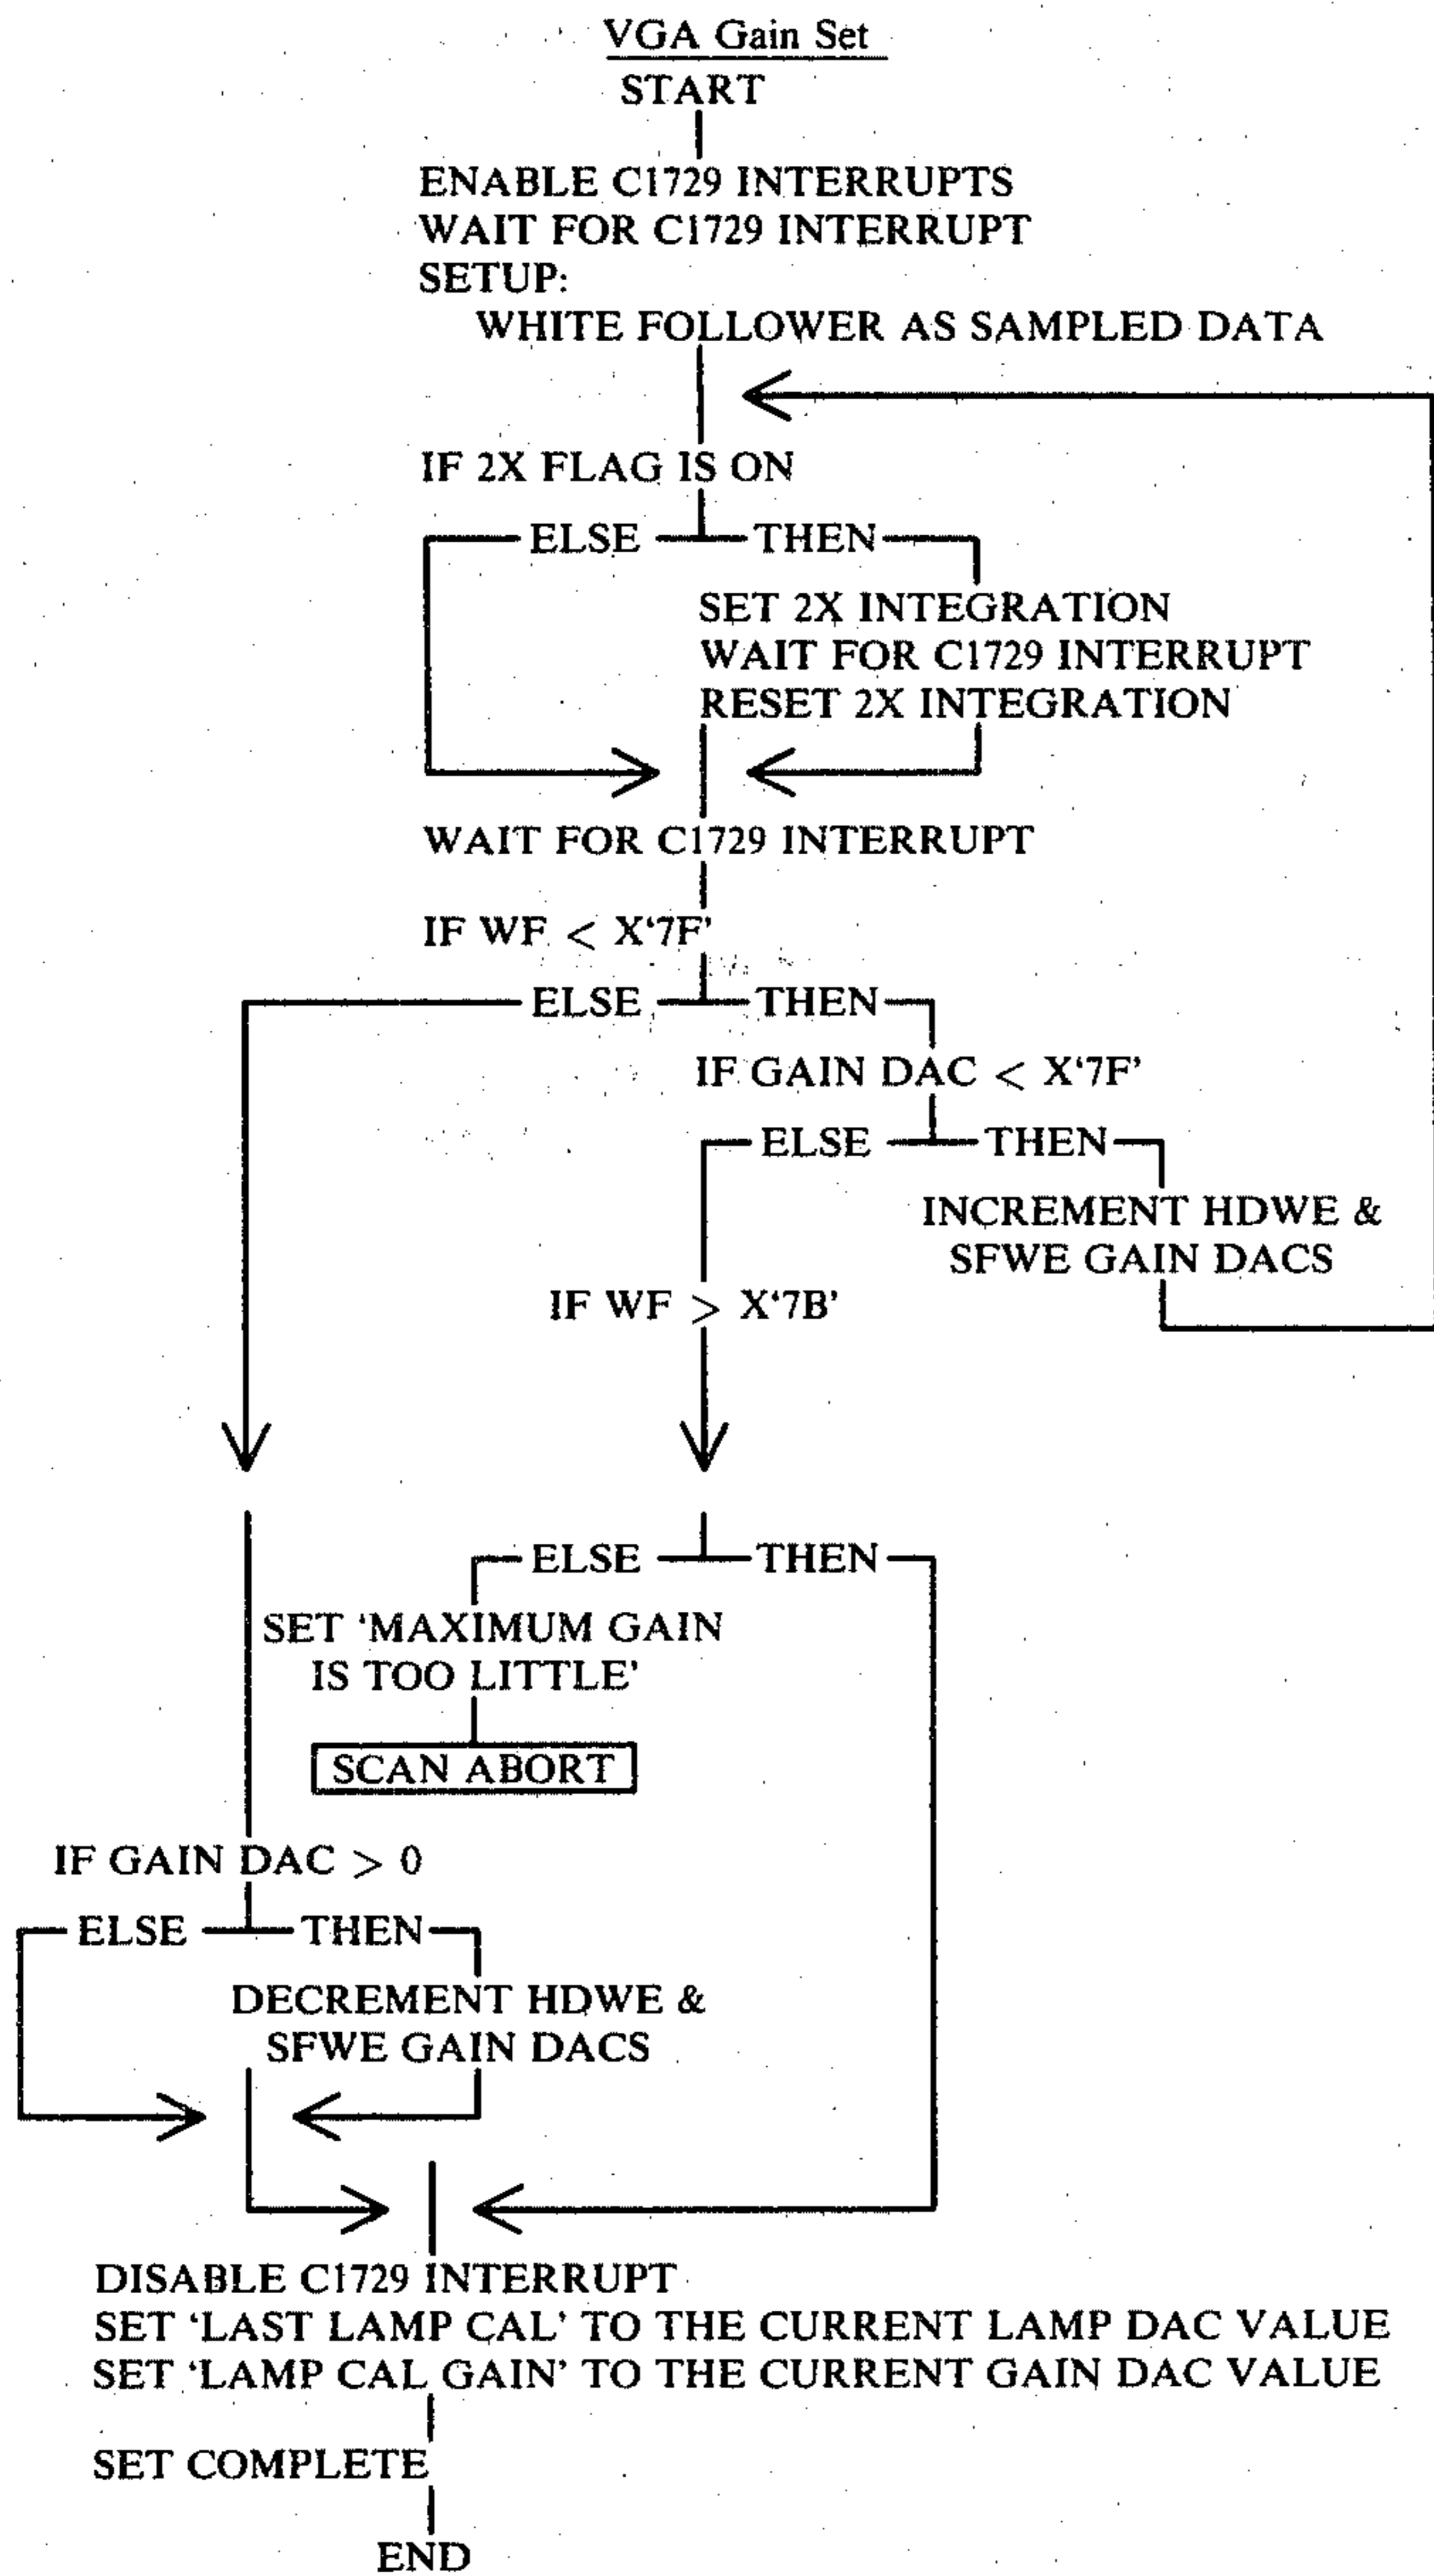 VGA Gain Set
START
ENABLE C1729 INTERRUPTS
WAIT FOR C1729 INTERRUPT
SETUP:
WHITE FOLLOWER AS SAMPLED DATA
IF 2X FLAG IS ON
ELSE THEN
SET 2X INTEGRATION
WAIT FOR C1729 INTERRUPT
RESET 2X INTEGRATION
WAIT FOR C1729 INTERRUPT
IF WF < X‘7F’
ELSE THEN
IF GAIN DAC < X‘7F’
ELSE THEN
INCREMENT HDWE &
SFWE GAIN DACS
IF WF > X‘7B’
ELSE THEN
SET ‘MAXIMUM GAIN
IS TOO LITTLE’
SCAN ABORT
IF GAIN DAC > 0
ELSE THEN
DECREMENT HDWE &
SFWE GAIN DACS
DISABLE C1729 INTERRUPT
SET ‘LAST LAMP CAL’ TO THE CURRENT LAMP DAC VALUE
SET ‘LAMP CAL GAIN’ TO THE CURRENT GAIN DAC VALUE
SET COMPLETE
END